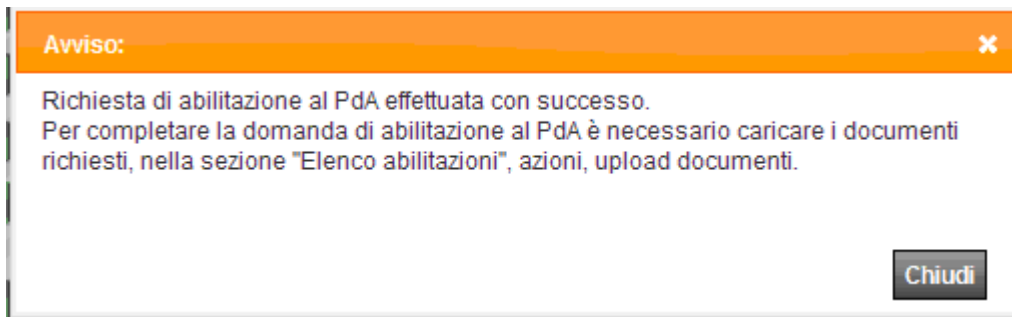 Avviso:
Richiesta di abilitazione al PdA effettuata con successo.
Per completare la domanda di abilitazione al PdA è necessario caricare i documenti
richiesti, nella sezione "Elenco abilitazioni", azioni, upload documenti.
Chiudi